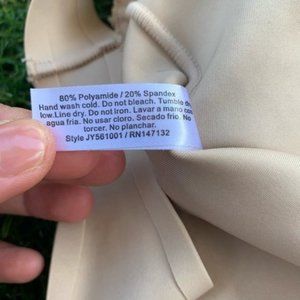 80% Polyamide / 20% Spandex
Hand wash cold. Do not bleach. Tumble dry
low.Line dry. Do not iron. Lavar a mano con
agua fria. No usar cloro. Secado frio. No
torcer. No planchar.
Style JY561001 / RN147132